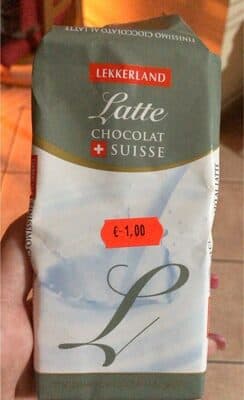 FINISSIMO CIOCCOLATO AL LATTE
LEKKERLAND
Latte
CHOCOLAT
SUISSE
€-1,00
L